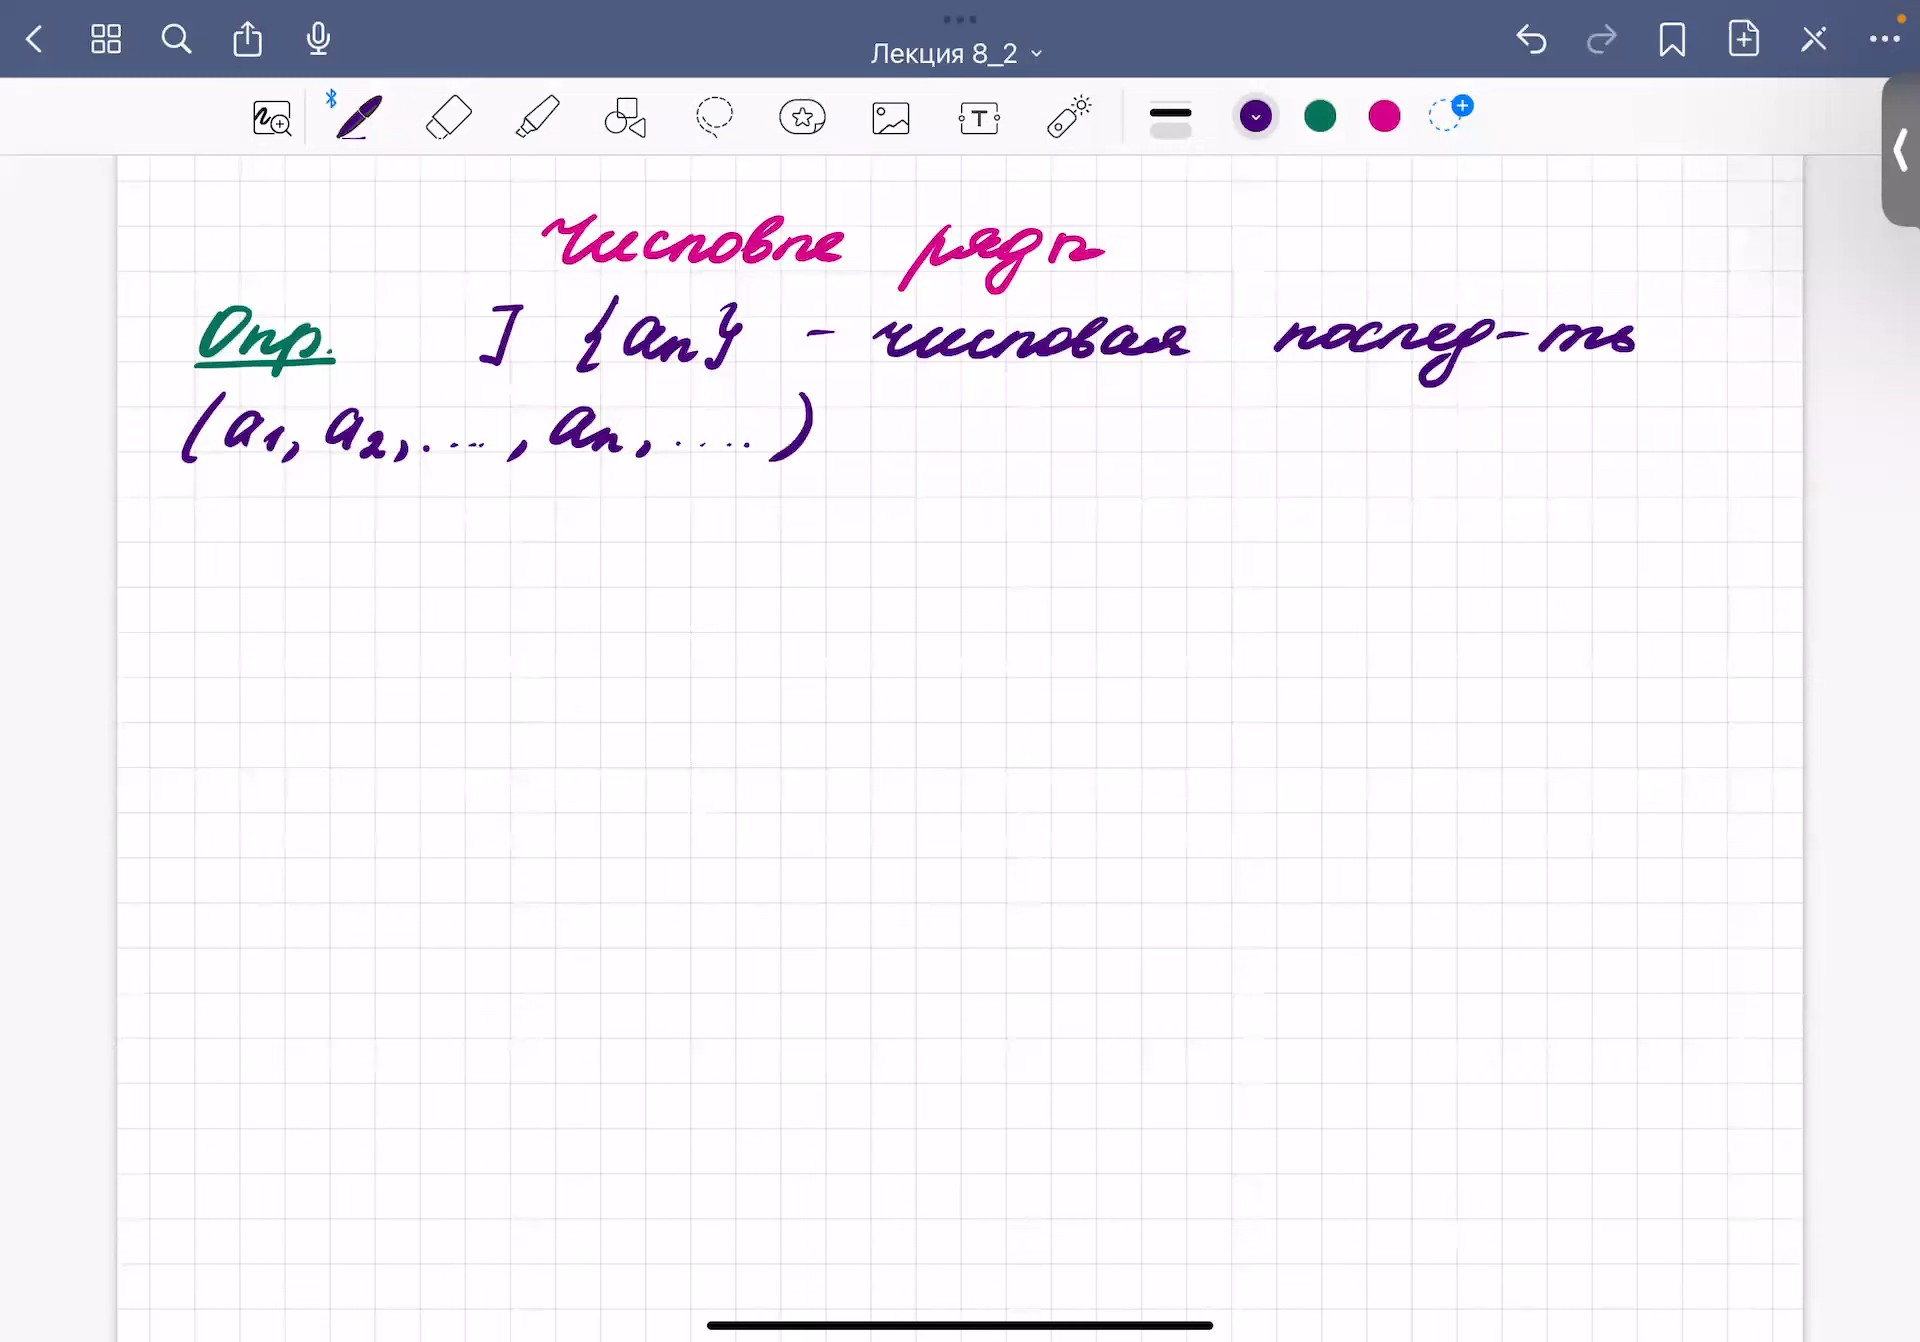 Лекция 8_2
T
Числовые ряды
Опр. ] {an} - числовая послед-ть
(a1, a2, ...., an, ....)